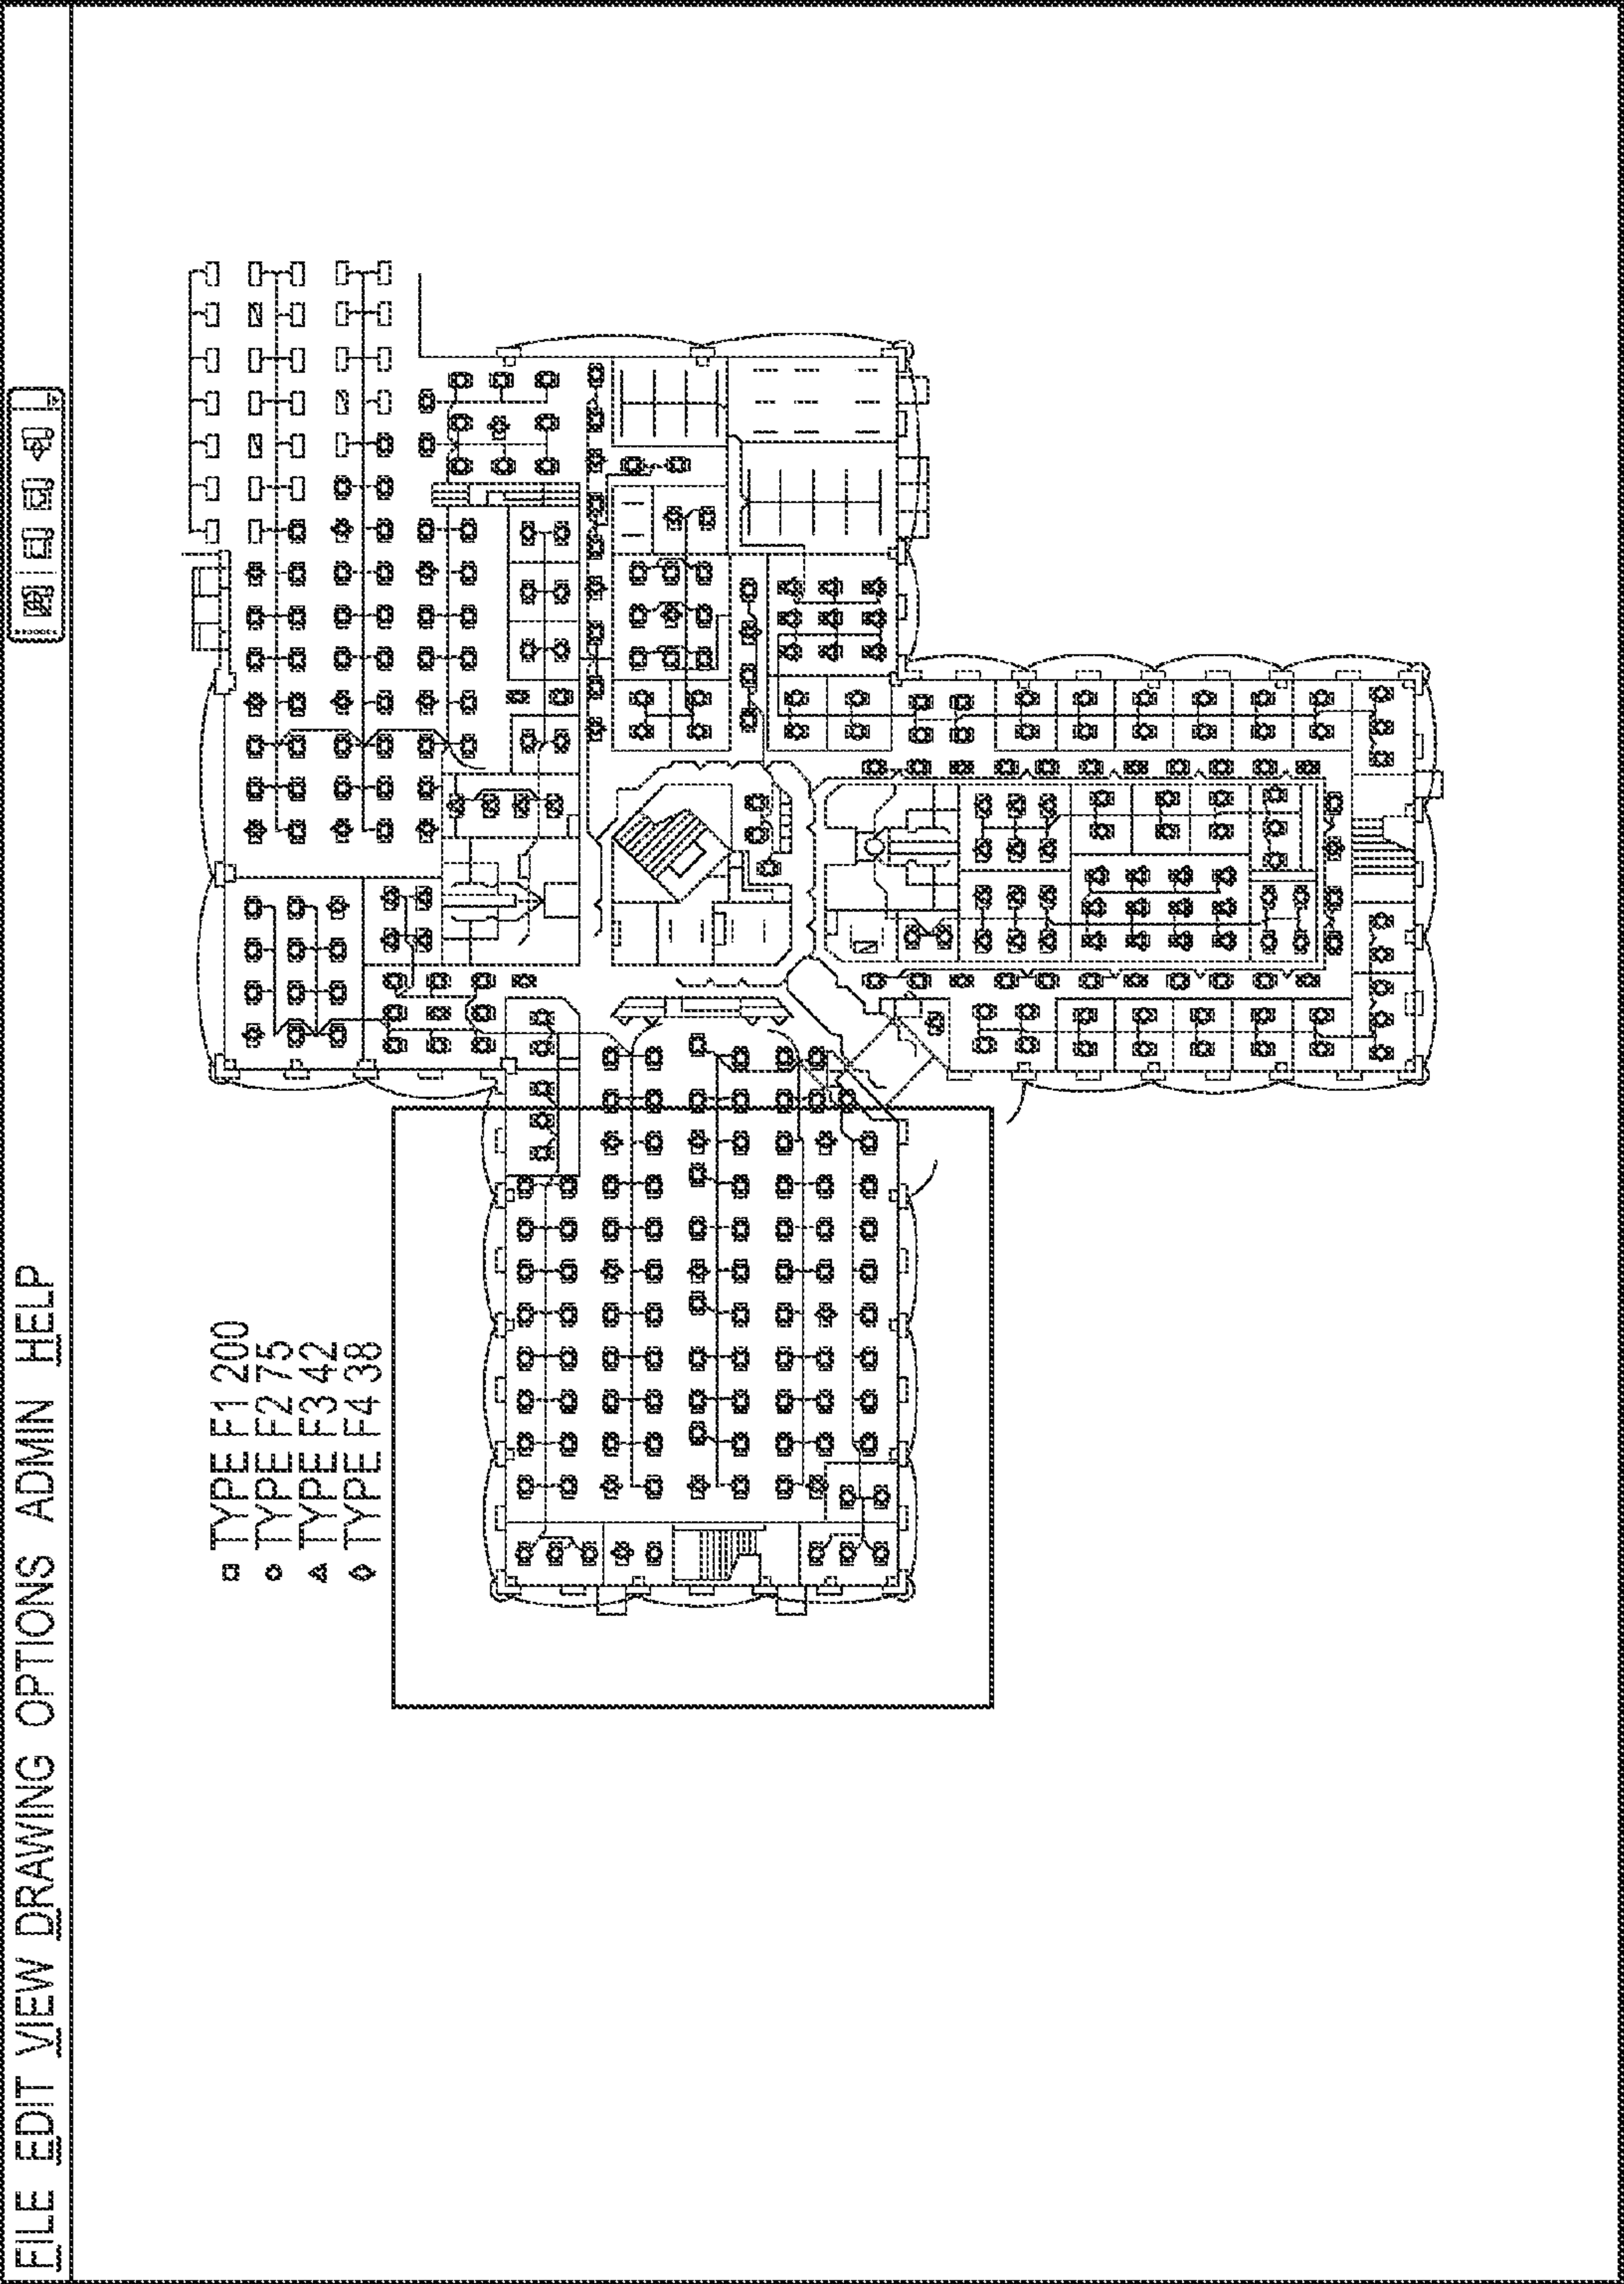 FILE EDIT VIEW DRAWING OPTIONS ADMIN HELP
TYPE F1 200
TYPE F2 75
TYPE F3 42
TYPE F4 38